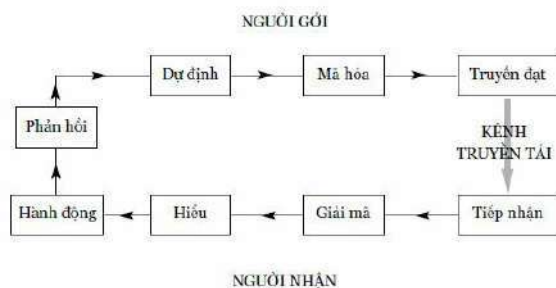 NGƯỜI GỞI
Dự định
Mã hóa
Truyền đạt
Phản hồi
KÊNH
TRUYỀN TẢI
Hành động
Hiểu
Giải mã
Tiếp nhận
NGƯỜI NHẬN